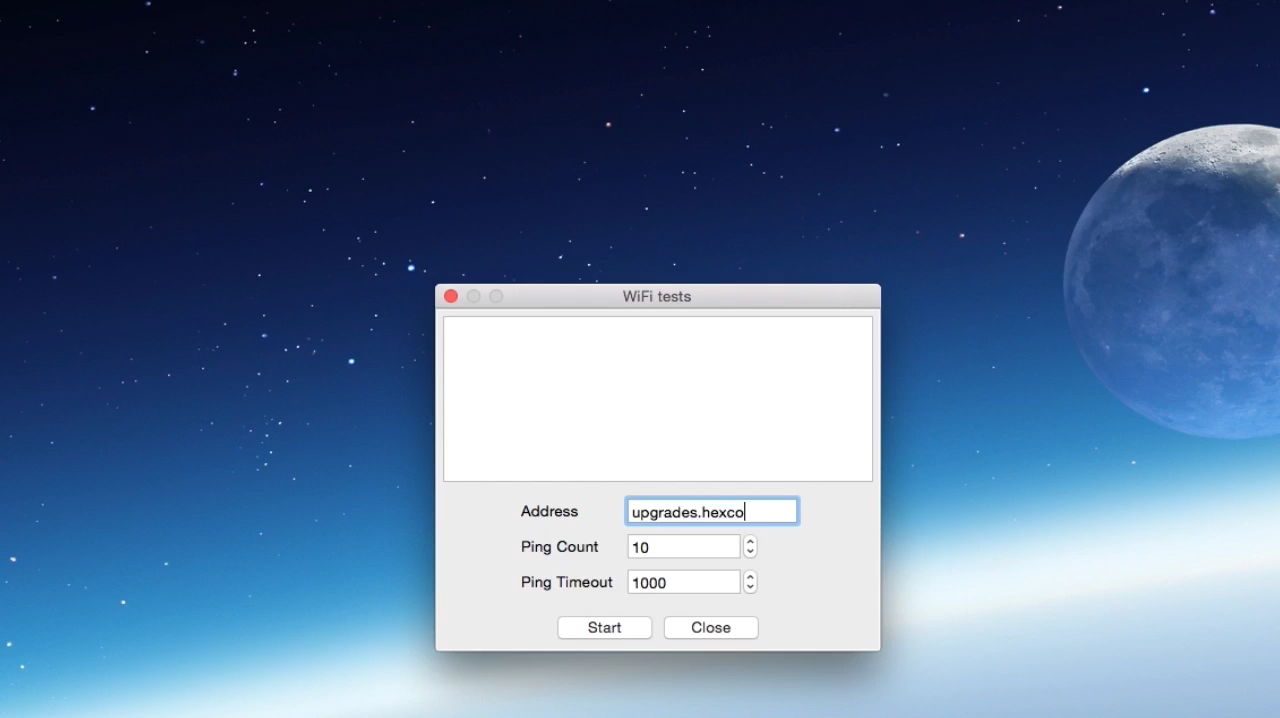 WiFi tests
Address upgrades.hexco
Ping Count 10
Ping Timeout 1000
Start Close